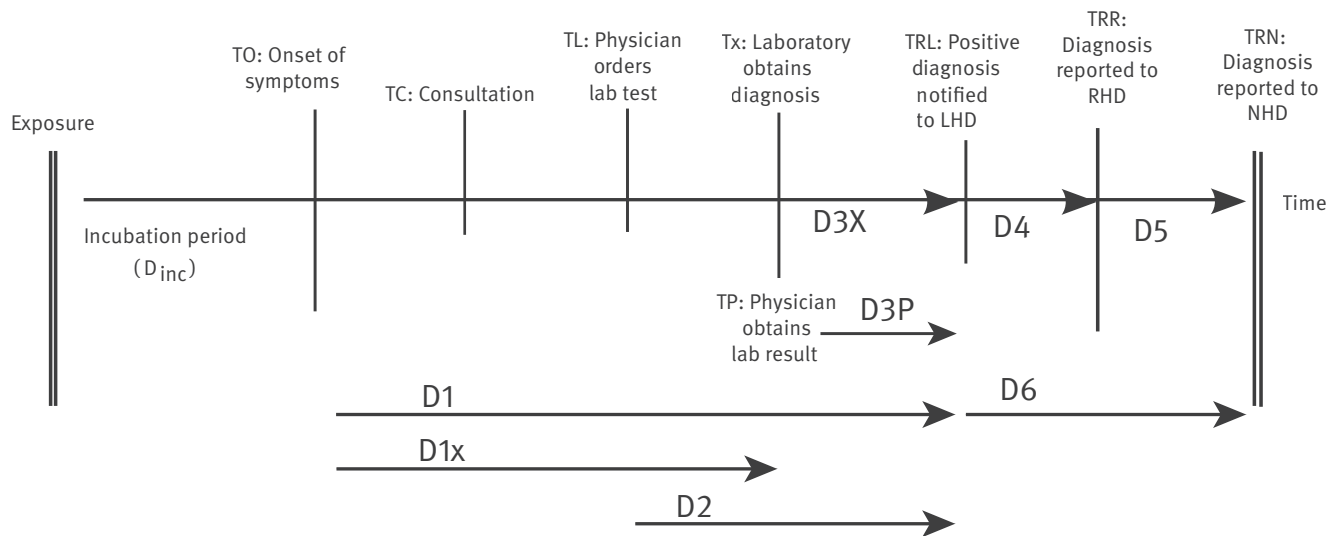 Exposure
TO: Onset of
symptoms
TC: Consultation
TL: Physician
orders
lab test
Tx: Laboratory
obtains
diagnosis
TRL: Positive
diagnosis
notified
to LHD
TRR:
Diagnosis
reported to
RHD
TRN:
Diagnosis
reported to
NHD
Time
Incubation period
(Dinc)
D3X
D4
D5
TP: Physician
obtains
lab result
D3P
D1
D6
D1x
D2